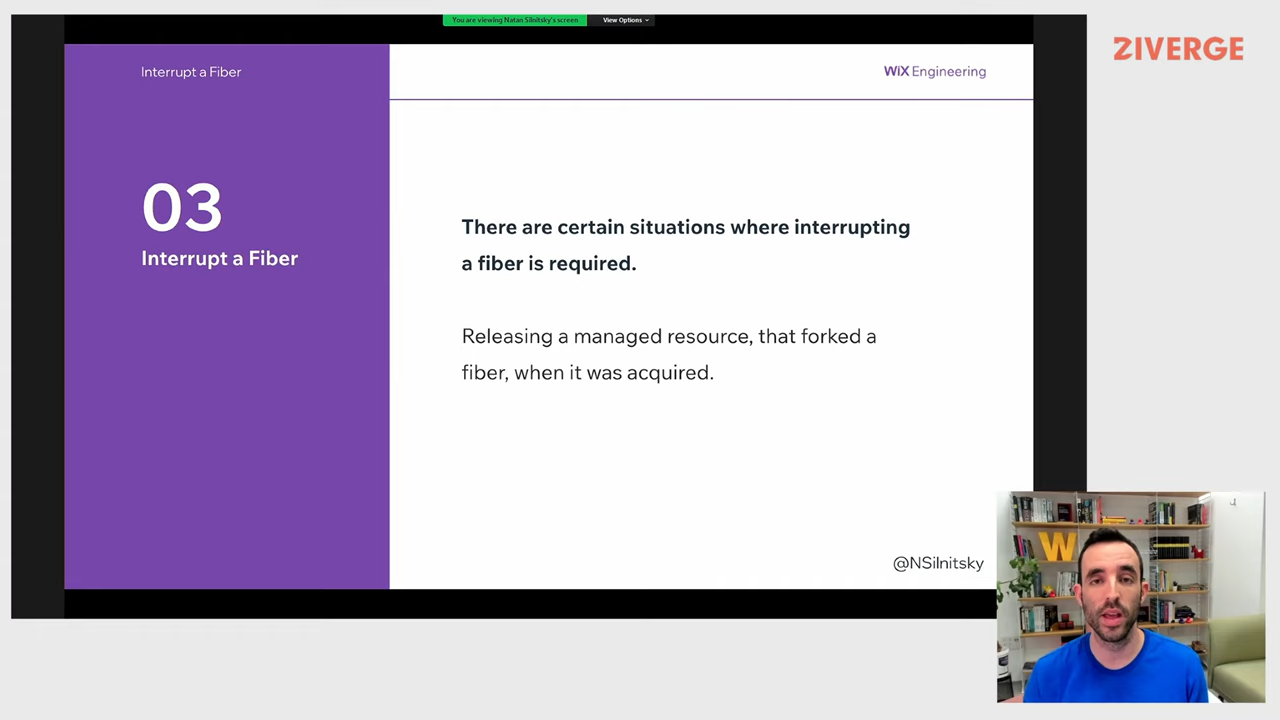 You are viewing Natan Silnitsky's screen
View Options
ZIVERGE
Interrupt a Fiber
WiX Engineering
03
Interrupt a Fiber
There are certain situations where interrupting
a fiber is required.
Releasing a managed resource, that forked a
fiber, when it was acquired.
@NSilnitsky
W